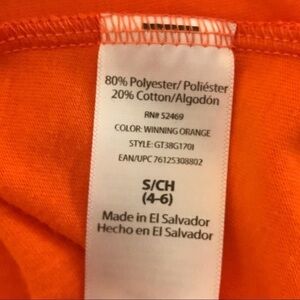 80% Polyester/ Poliéster
20% Cotton/Algodón
RN# 52469
COLOR: WINNING ORANGE
STYLE: GT38G170I
EAN/UPC 76125308802
S/CH
(4-6)
Made in El Salvador
Hecho en El Salvador